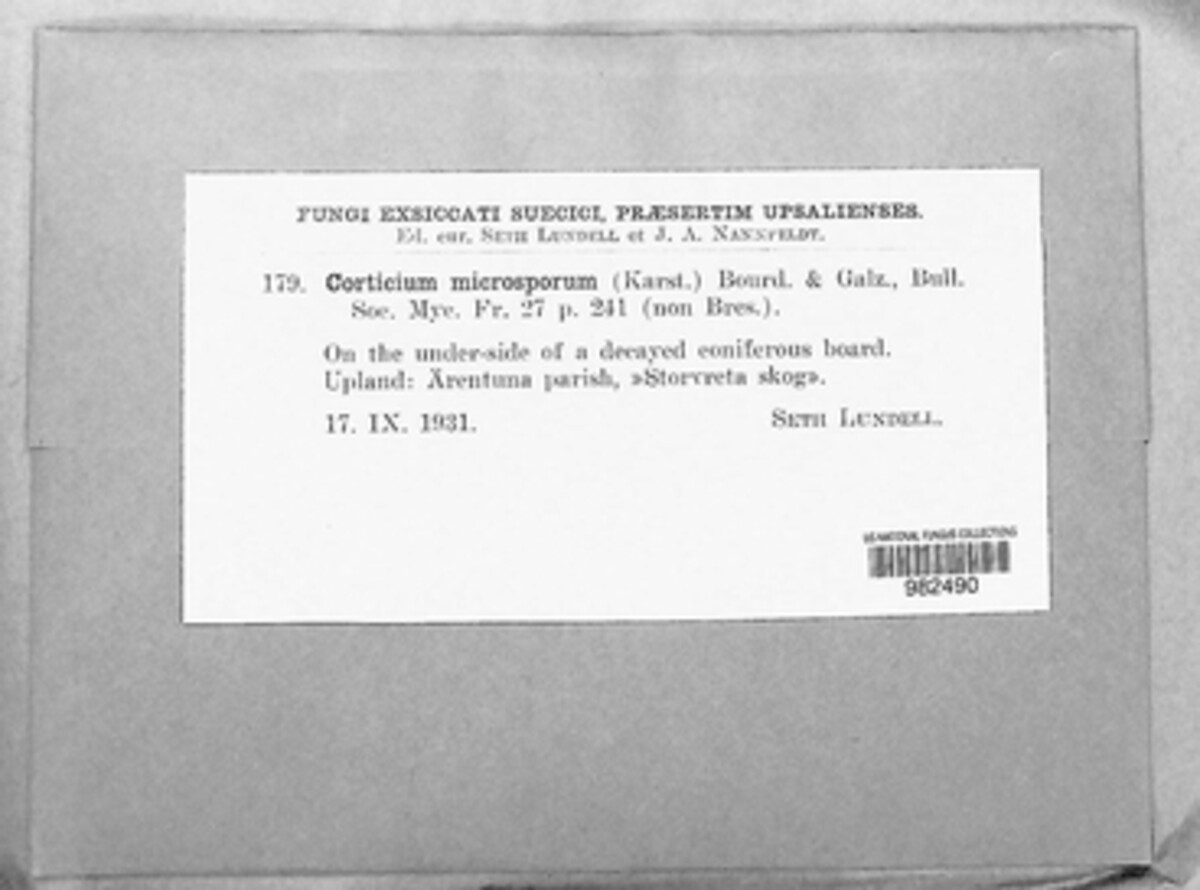 FUNGI EXSICCATI SUECICI, PRÆSERTIM UPSALIENSES.
Ed. cur. SETH LUNDELL et J. A. NANNFELDT.
179. Corticium microsporum (Karst.) Bourd. & Galz., Bull.
Soc. Myc. Fr. 27 p. 241 (non Bres.).
On the under-side of a decayed coniferous board.
Upland: Ärentuna parish, »Storvreta skog».
17. IX. 1931. SETH LUNDELL.
US NATIONAL FUNGUS COLLECTIONS
982490